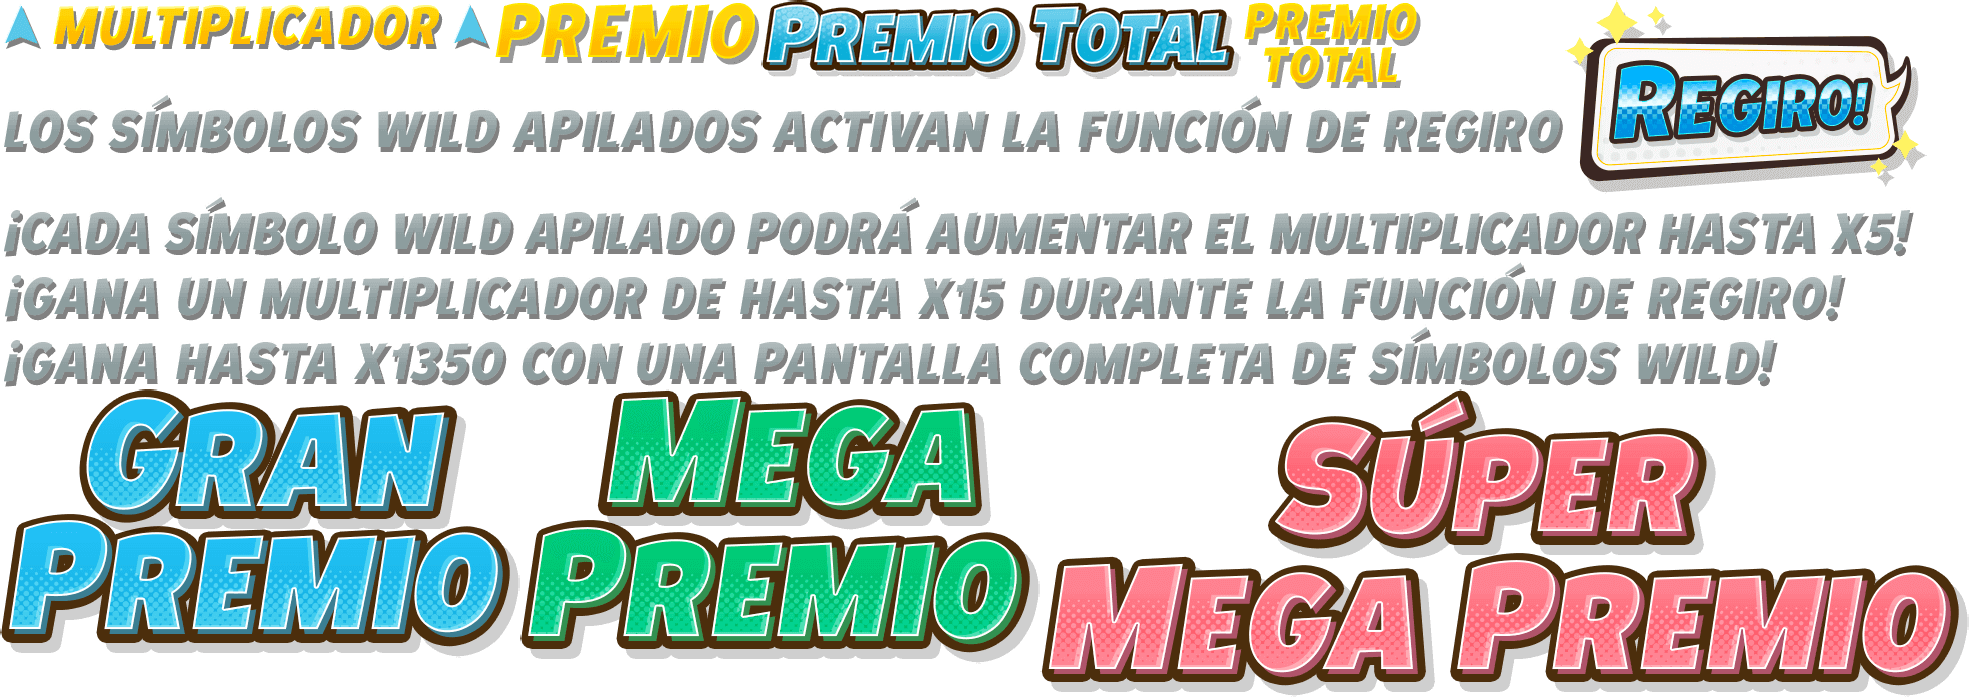 MULTIPLICADOR
PREMIO
PREMIO TOTAL
PREMIO
TOTAL
REGIRO!
LOS SÍMBOLOS WILD APILADOS ACTIVAN LA FUNCIÓN DE REGIRO
¡CADA SÍMBOLO WILD APILADO PODRÁ AUMENTAR EL MULTIPLICADOR HASTA X5!
¡GANA UN MULTIPLICADOR DE HASTA X15 DURANTE LA FUNCIÓN DE REGIRO!
¡GANA HASTA X1350 CON UNA PANTALLA COMPLETA DE SÍMBOLOS WILD!
GRAN
PREMIO
MEGA
PREMIO
SÚPER
MEGA PREMIO